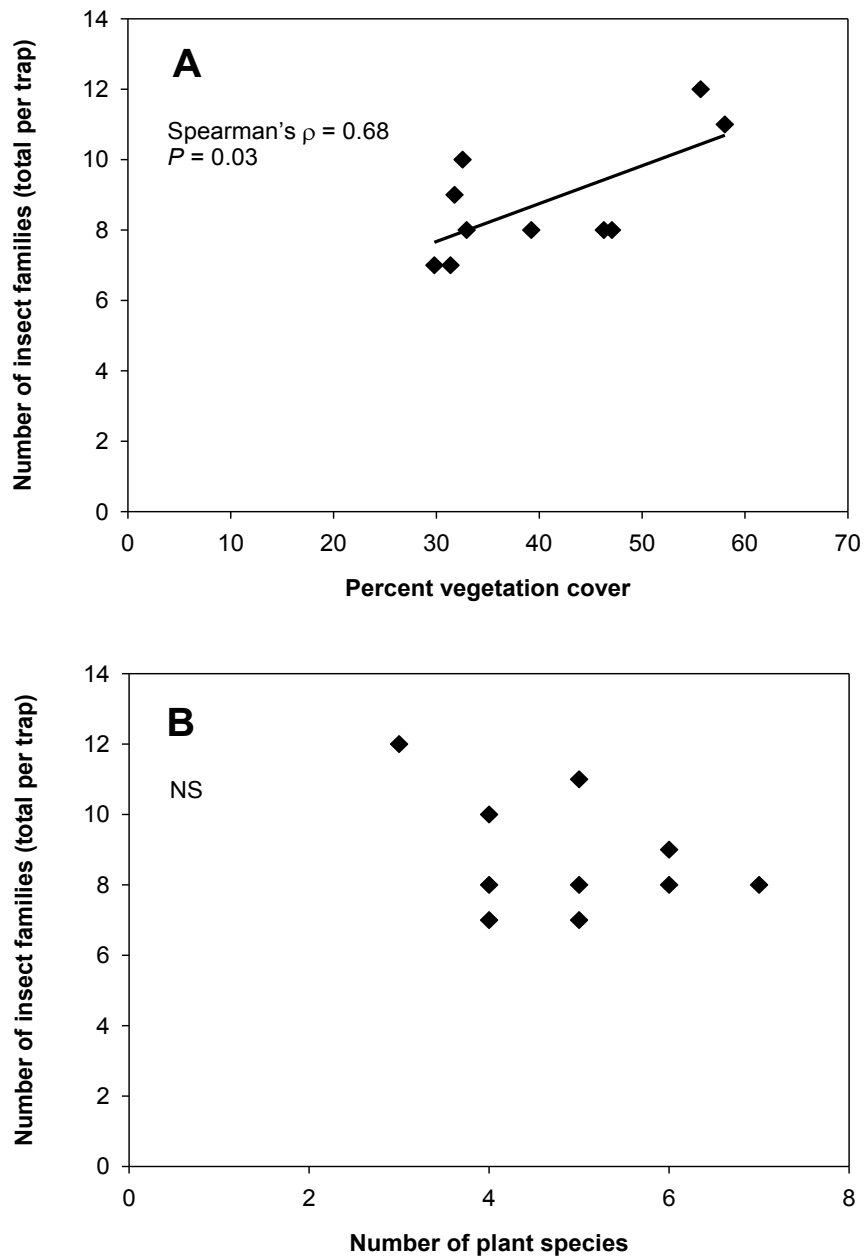 14
A
12
Spearman's ρ = 0.68
P = 0.03
10
8
6
4
2
0
Number of insect families (total per trap)
0 10 20 30 40 50 60 70
Percent vegetation cover
14
B
12
NS
10
8
6
4
2
0
Number of insect families (total per trap)
0 2 4 6 8
Number of plant species